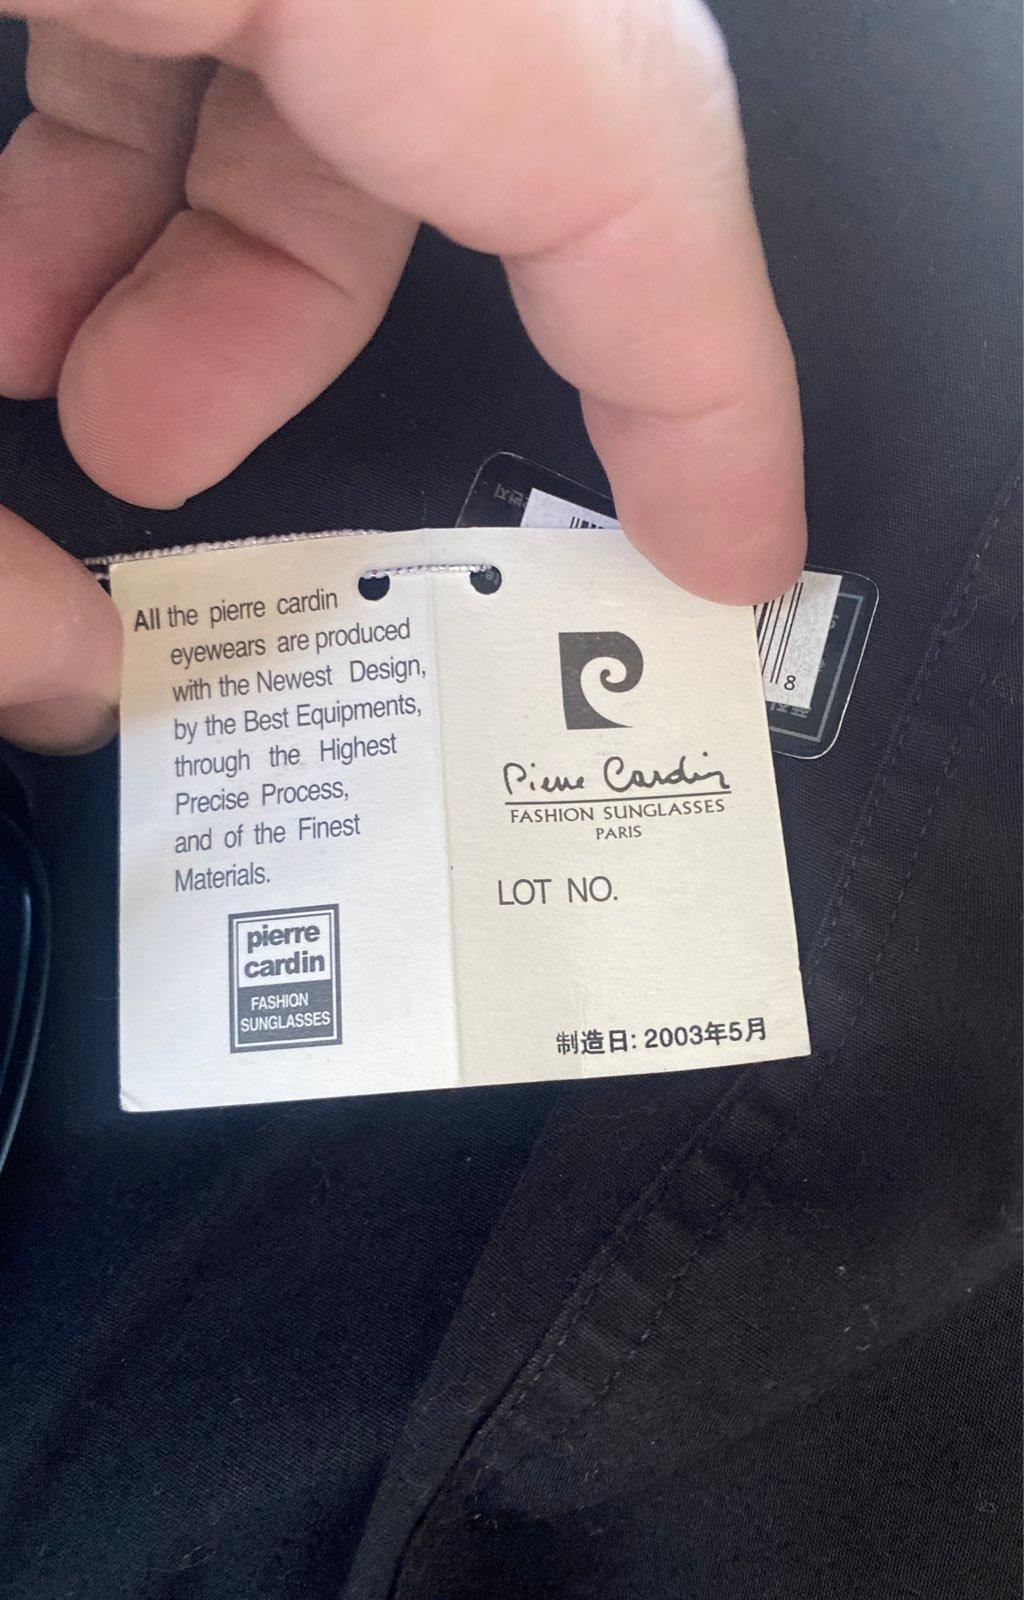 All the pierre cardin
eyewears are produced
with the Newest Design,
by the Best Equipments,
through the Highest
Precise Process,
and of the Finest
Materials.
pierre
cardin
FASHION
SUNGLASSES
Pierre Cardin
FASHION SUNGLASSES
PARIS
LOT NO.
制造日: 2003年5月
8